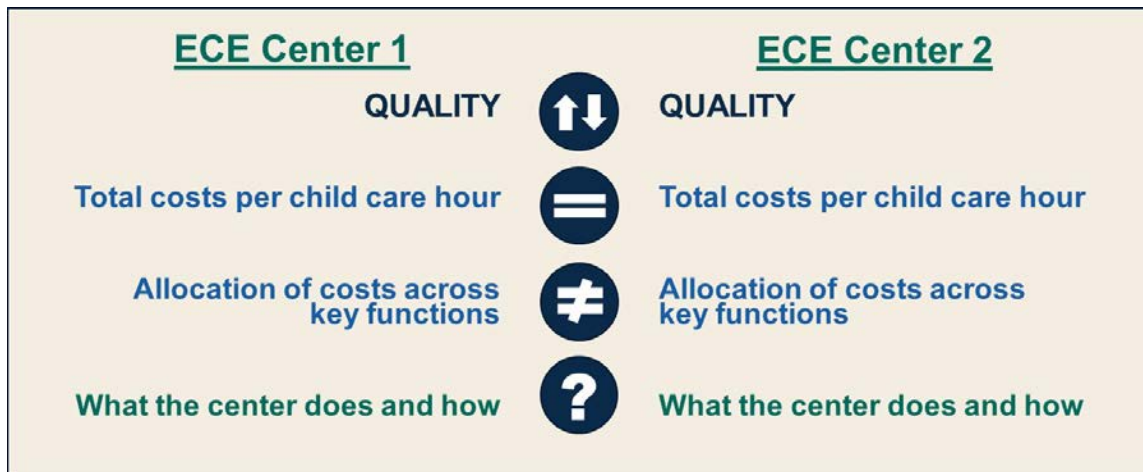 ECE Center 1
ECE Center 2
QUALITY
QUALITY
Total costs per child care hour
=
Total costs per child care hour
Allocation of costs across
key functions
≠
Allocation of costs across
key functions
What the center does and how
?
What the center does and how